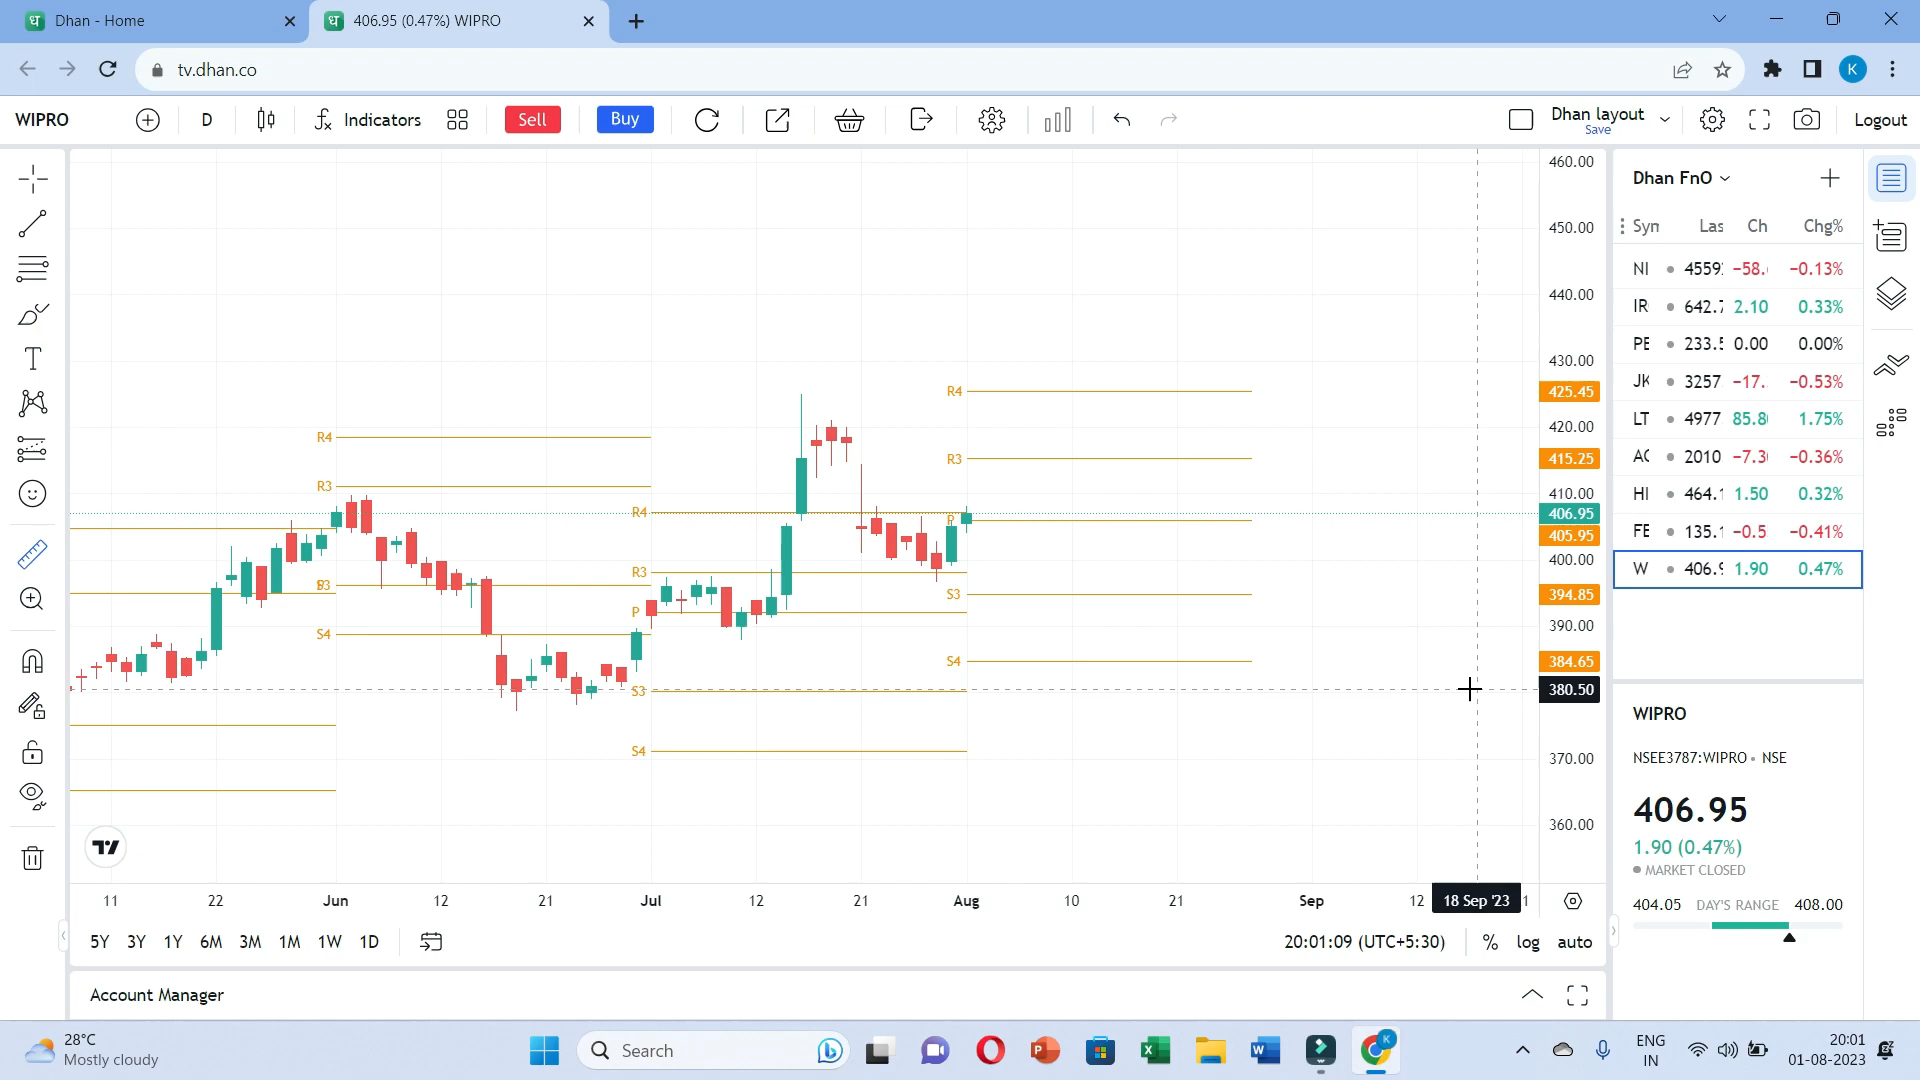 Dhan - Home
406.95 (0.47%) WIPRO
tv.dhan.co
K
WIPRO
D
Indicators
Sell
Buy
Dhan layout
Save
Logout
460.00
450.00
440.00
430.00
425.45
420.00
415.25
410.00
406.95
405.95
400.00
394.85
390.00
384.65
380.50
370.00
360.00
R4
R3
S4
R4
R3
P
S3
S4
R4
R3
P
S3
S4
11
22
Jun
12
21
Jul
12
21
Aug
10
21
Sep
12
18 Sep '23
1
5Y 3Y 1Y 6M 3M 1M 1W 1D
20:01:09 (UTC+5:30)
% log auto
Account Manager
Dhan FnO
Syn Las Ch Chg%
NI 4559 −58. −0.13%
IR 642.7 2.10 0.33%
PE 233.5 0.00 0.00%
JK 3257 −17. −0.53%
LT 4977 85.8 1.75%
AC 2010 −7.3 −0.36%
HI 464.1 1.50 0.32%
FE 135.1 −0.5 −0.41%
W 406.9 1.90 0.47%
WIPRO
NSEE3787:WIPRO • NSE
406.95
1.90 (0.47%)
MARKET CLOSED
404.05 DAY'S RANGE 408.00
28°C
Mostly cloudy
Search
ENG
IN
20:01
01-08-2023